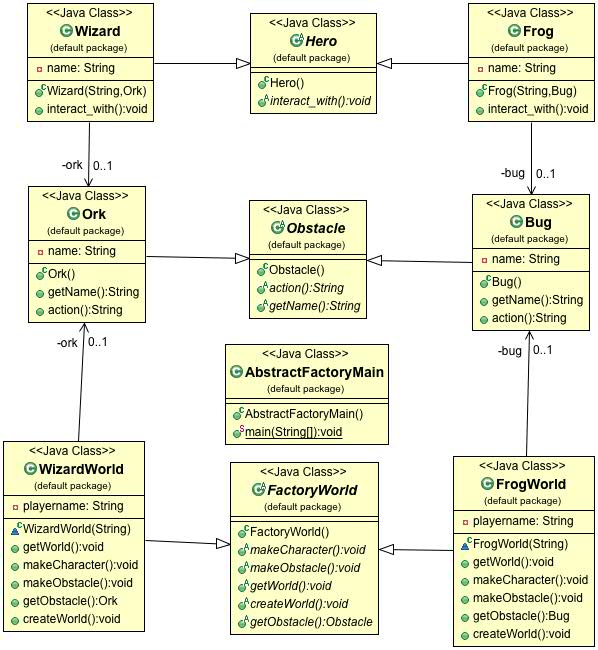 <<Java Class>>
Wizard
(default package)
name: String
Wizard(String,Ork)
interact_with():void
<<Java Class>>
Hero
(default package)
Hero()
interact_with():void
<<Java Class>>
Frog
(default package)
name: String
Frog(String,Bug)
interact_with():void
-ork 0..1
-bug 0..1
<<Java Class>>
Ork
(default package)
name: String
Ork()
getName():String
action():String
<<Java Class>>
Obstacle
(default package)
Obstacle()
action():String
getName():String
<<Java Class>>
Bug
(default package)
name: String
Bug()
getName():String
action():String
-ork 0..1
-bug 0..1
<<Java Class>>
AbstractFactoryMain
(default package)
AbstractFactoryMain()
main(String[]):void
<<Java Class>>
WizardWorld
(default package)
playername: String
WizardWorld(String)
getWorld():void
makeCharacter():void
makeObstacle():void
getObstacle():Ork
createWorld():void
<<Java Class>>
FactoryWorld
(default package)
FactoryWorld()
makeCharacter():void
makeObstacle():void
getWorld():void
createWorld():void
getObstacle():Obstacle
<<Java Class>>
FrogWorld
(default package)
playername: String
FrogWorld(String)
getWorld():void
makeCharacter():void
makeObstacle():void
getObstacle():Bug
createWorld():void